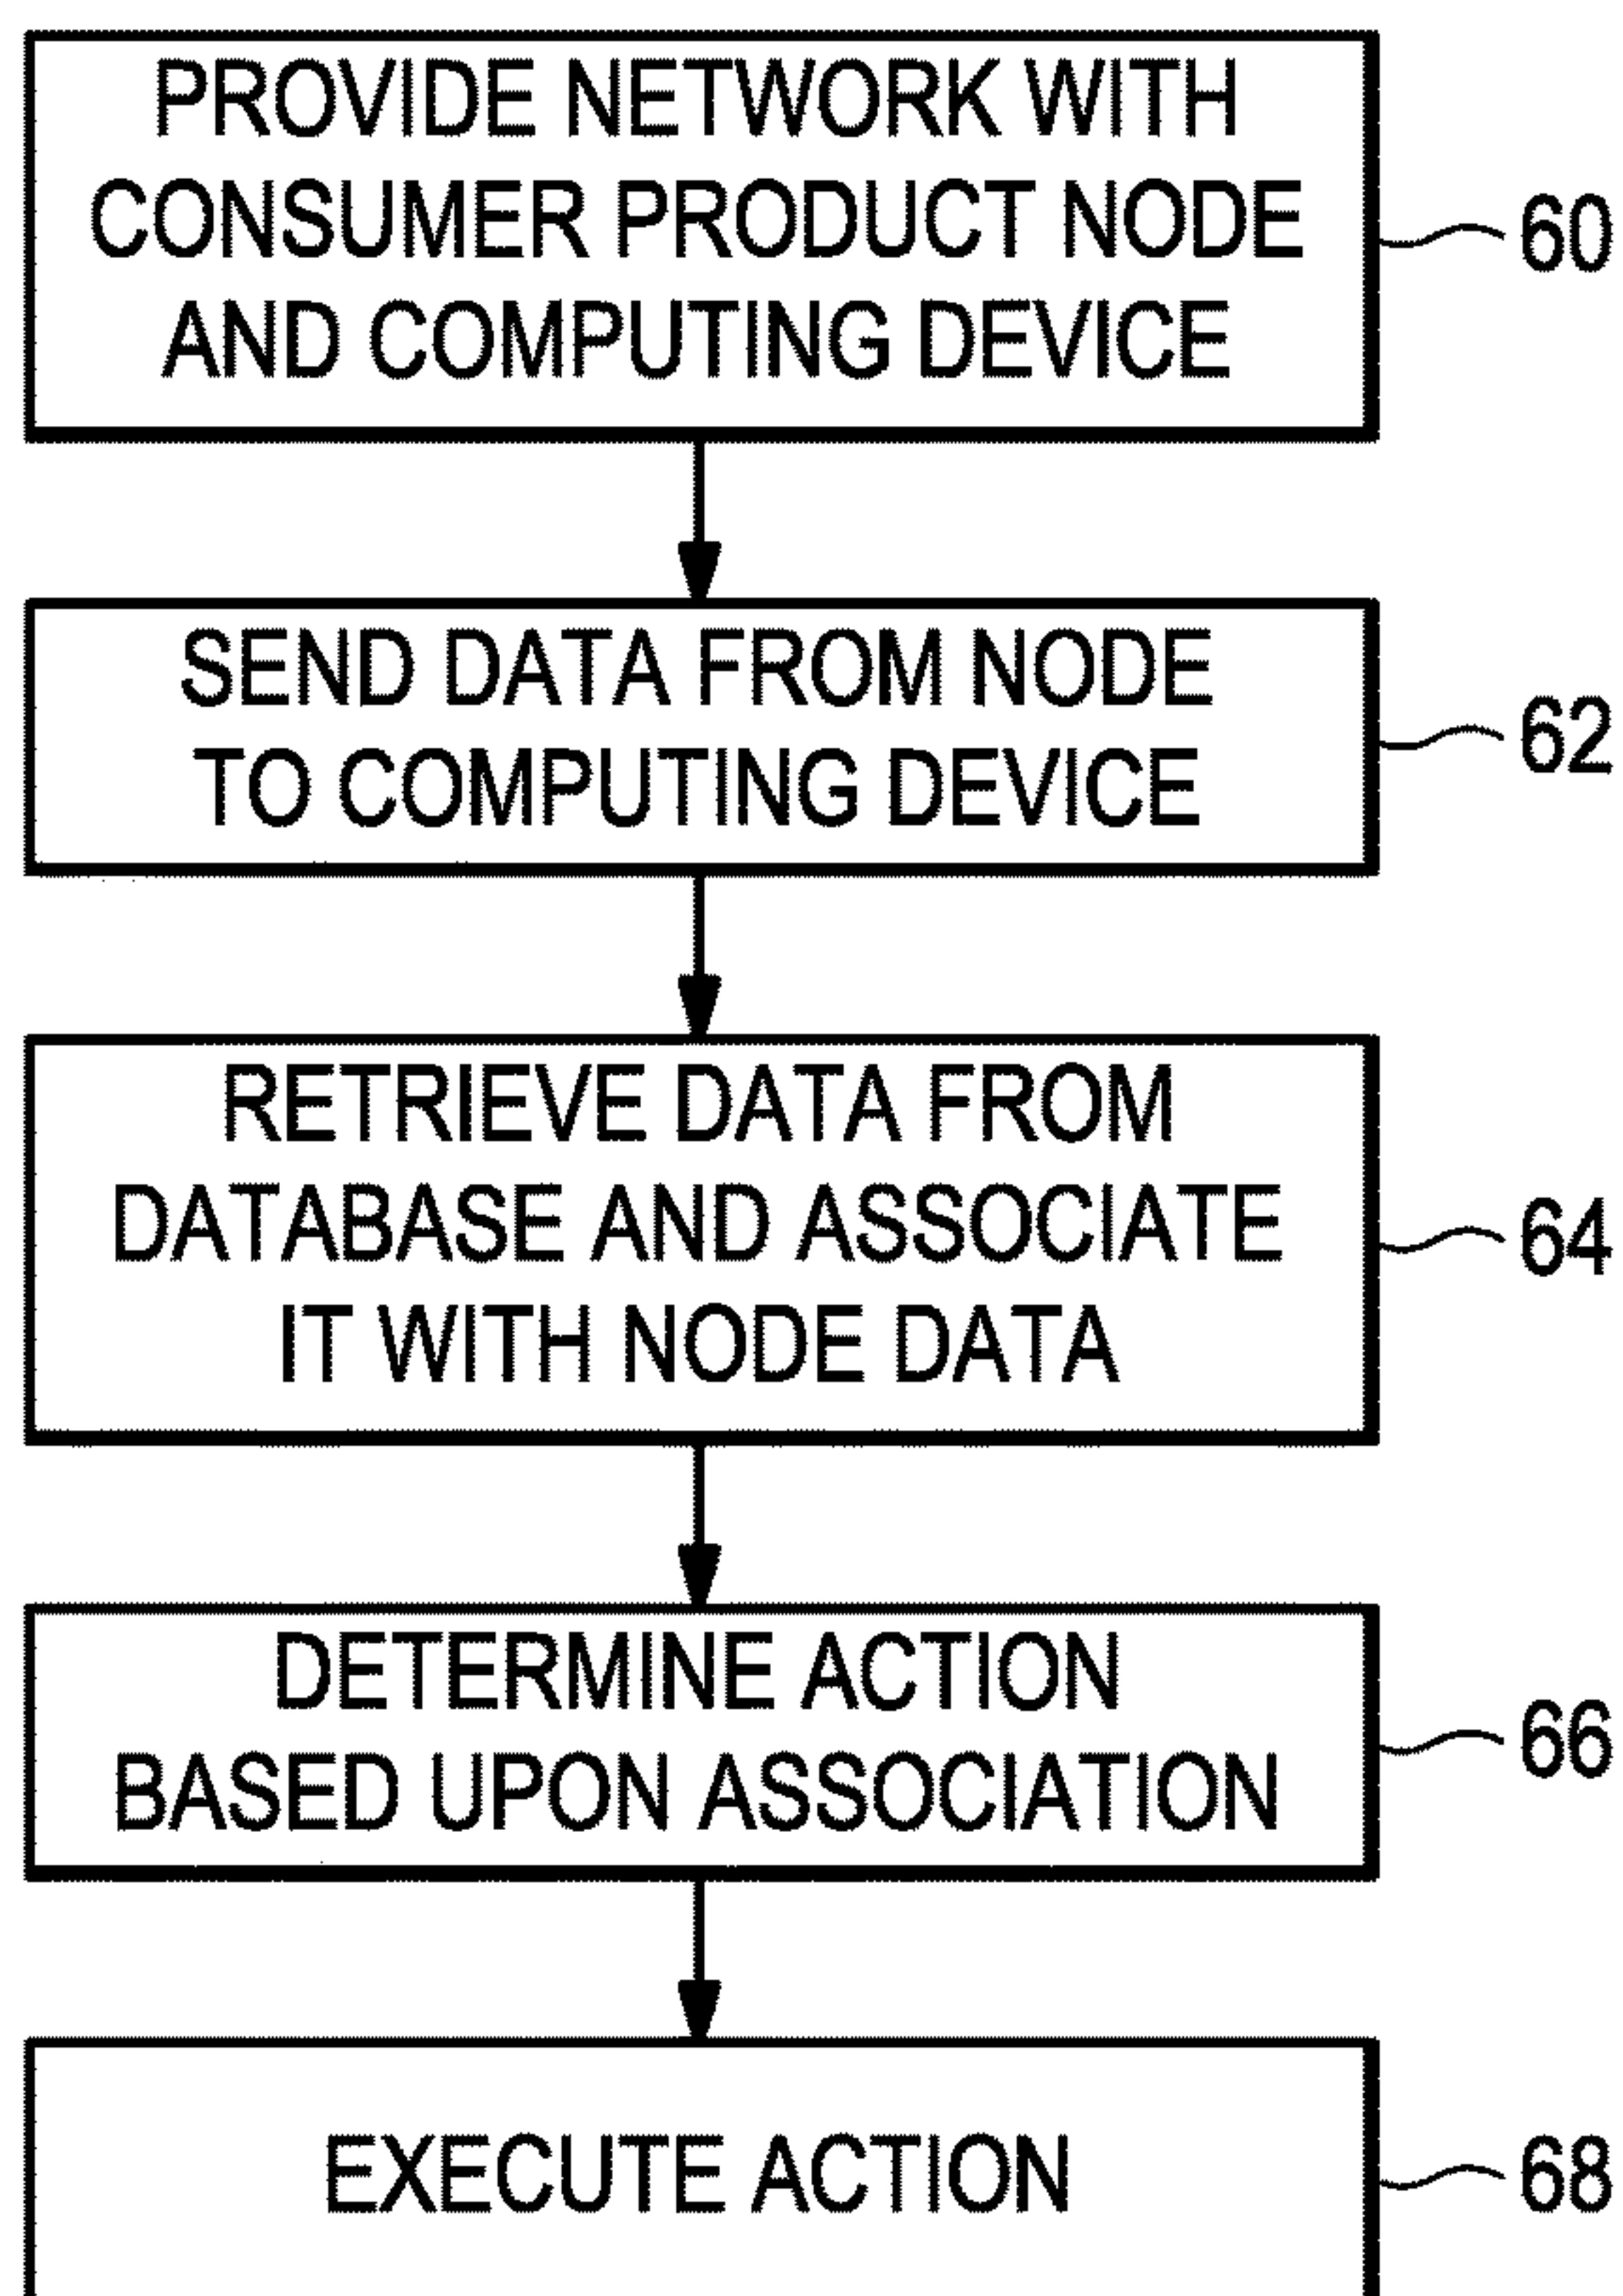 PROVIDE NETWORK WITH
CONSUMER PRODUCT NODE
AND COMPUTING DEVICE
60
SEND DATA FROM NODE
TO COMPUTING DEVICE
62
RETRIEVE DATA FROM
DATABASE AND ASSOCIATE
IT WITH NODE DATA
64
DETERMINE ACTION
BASED UPON ASSOCIATION
66
EXECUTE ACTION
68